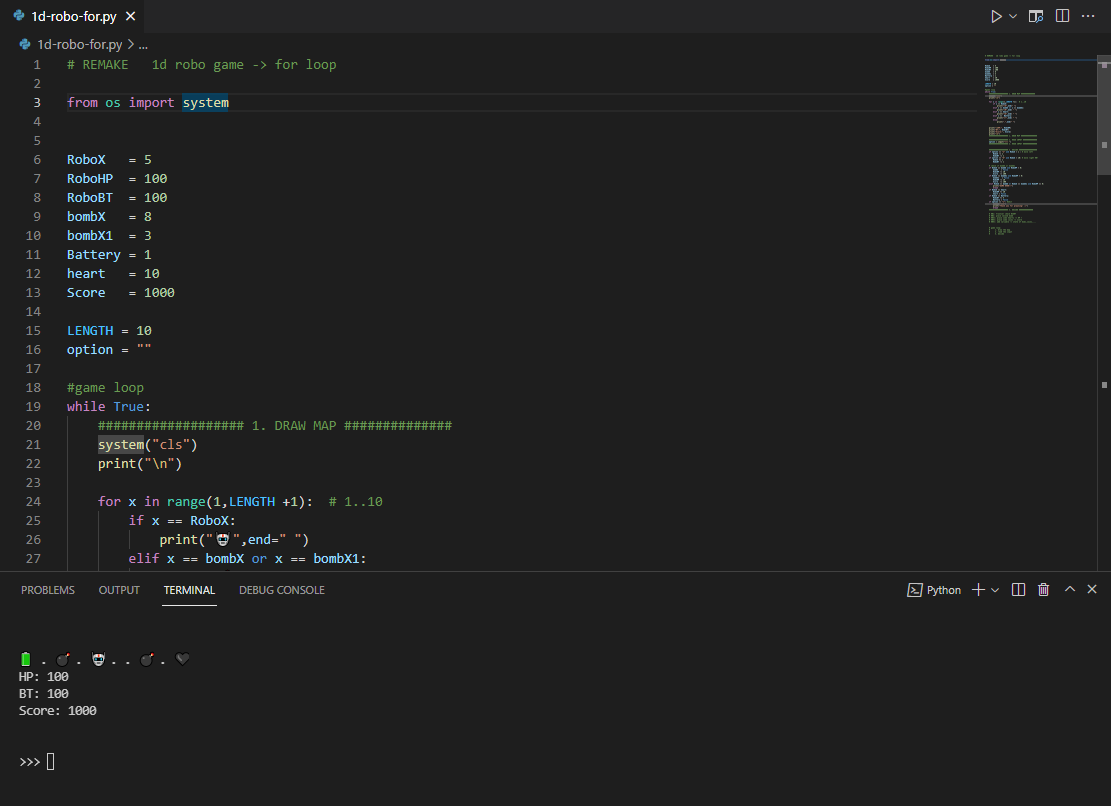 1d-robo-for.py
1d-robo-for.py > ...
1 # REMAKE   1d robo game -> for loop
2
3 from os import system
4
5
6 RoboX   = 5
7 RoboHP  = 100
8 RoboBT  = 100
9 bombX   = 8
10 bombX1  = 3
11 Battery = 1
12 heart   = 10
13 Score   = 1000
14
15 LENGTH = 10
16 option = ""
17
18 #game loop
19 while True:
20     ################### 1. DRAW MAP ##############
21     system("cls")
22     print("\n")
23
24     for x in range(1,LENGTH +1):  # 1..10
25         if x == RoboX:
26             print("🤖",end=" ")
27         elif x == bombX or x == bombX1:
PROBLEMS OUTPUT TERMINAL DEBUG CONSOLE Python
🔋 . 💣 . 🤖 . . 💣 . 🖤
HP: 100
BT: 100
Score: 1000
>>>